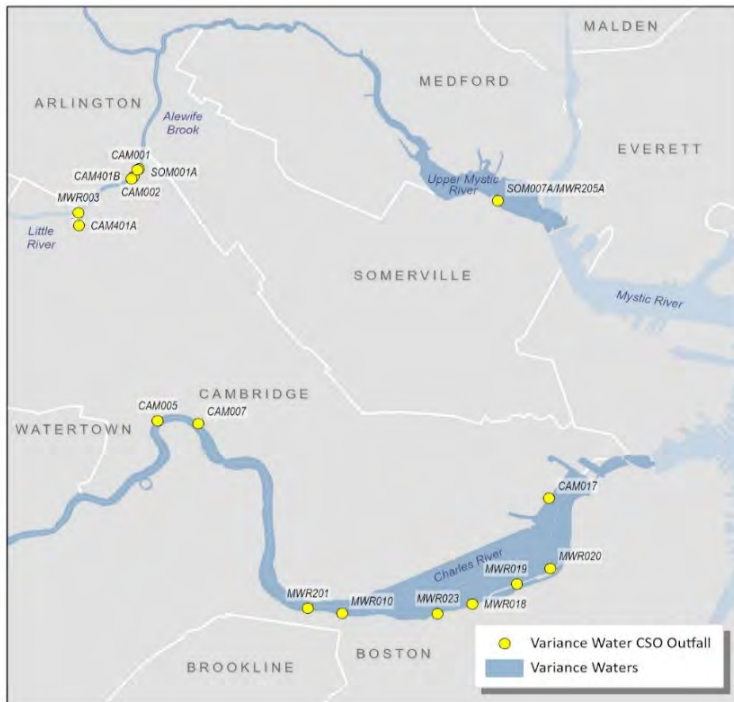 MALDEN
MEDFORD
ARLINGTON
Alewife
Brook
EVERETT
CAM001
CAM401B
SOM001A
CAM002
Upper Mystic
River
SOM007A/MWR205A
MWR003
CAM401A
Little
River
SOMERVILLE
Mystic River
CAMBRIDGE
CAM005
CAM007
WATERTOWN
CAM017
Charles River
MWR020
MWR019
MWR201
MWR010
MWR023
MWR018
BROOKLINE
BOSTON
Variance Water CSO Outfall
Variance Waters